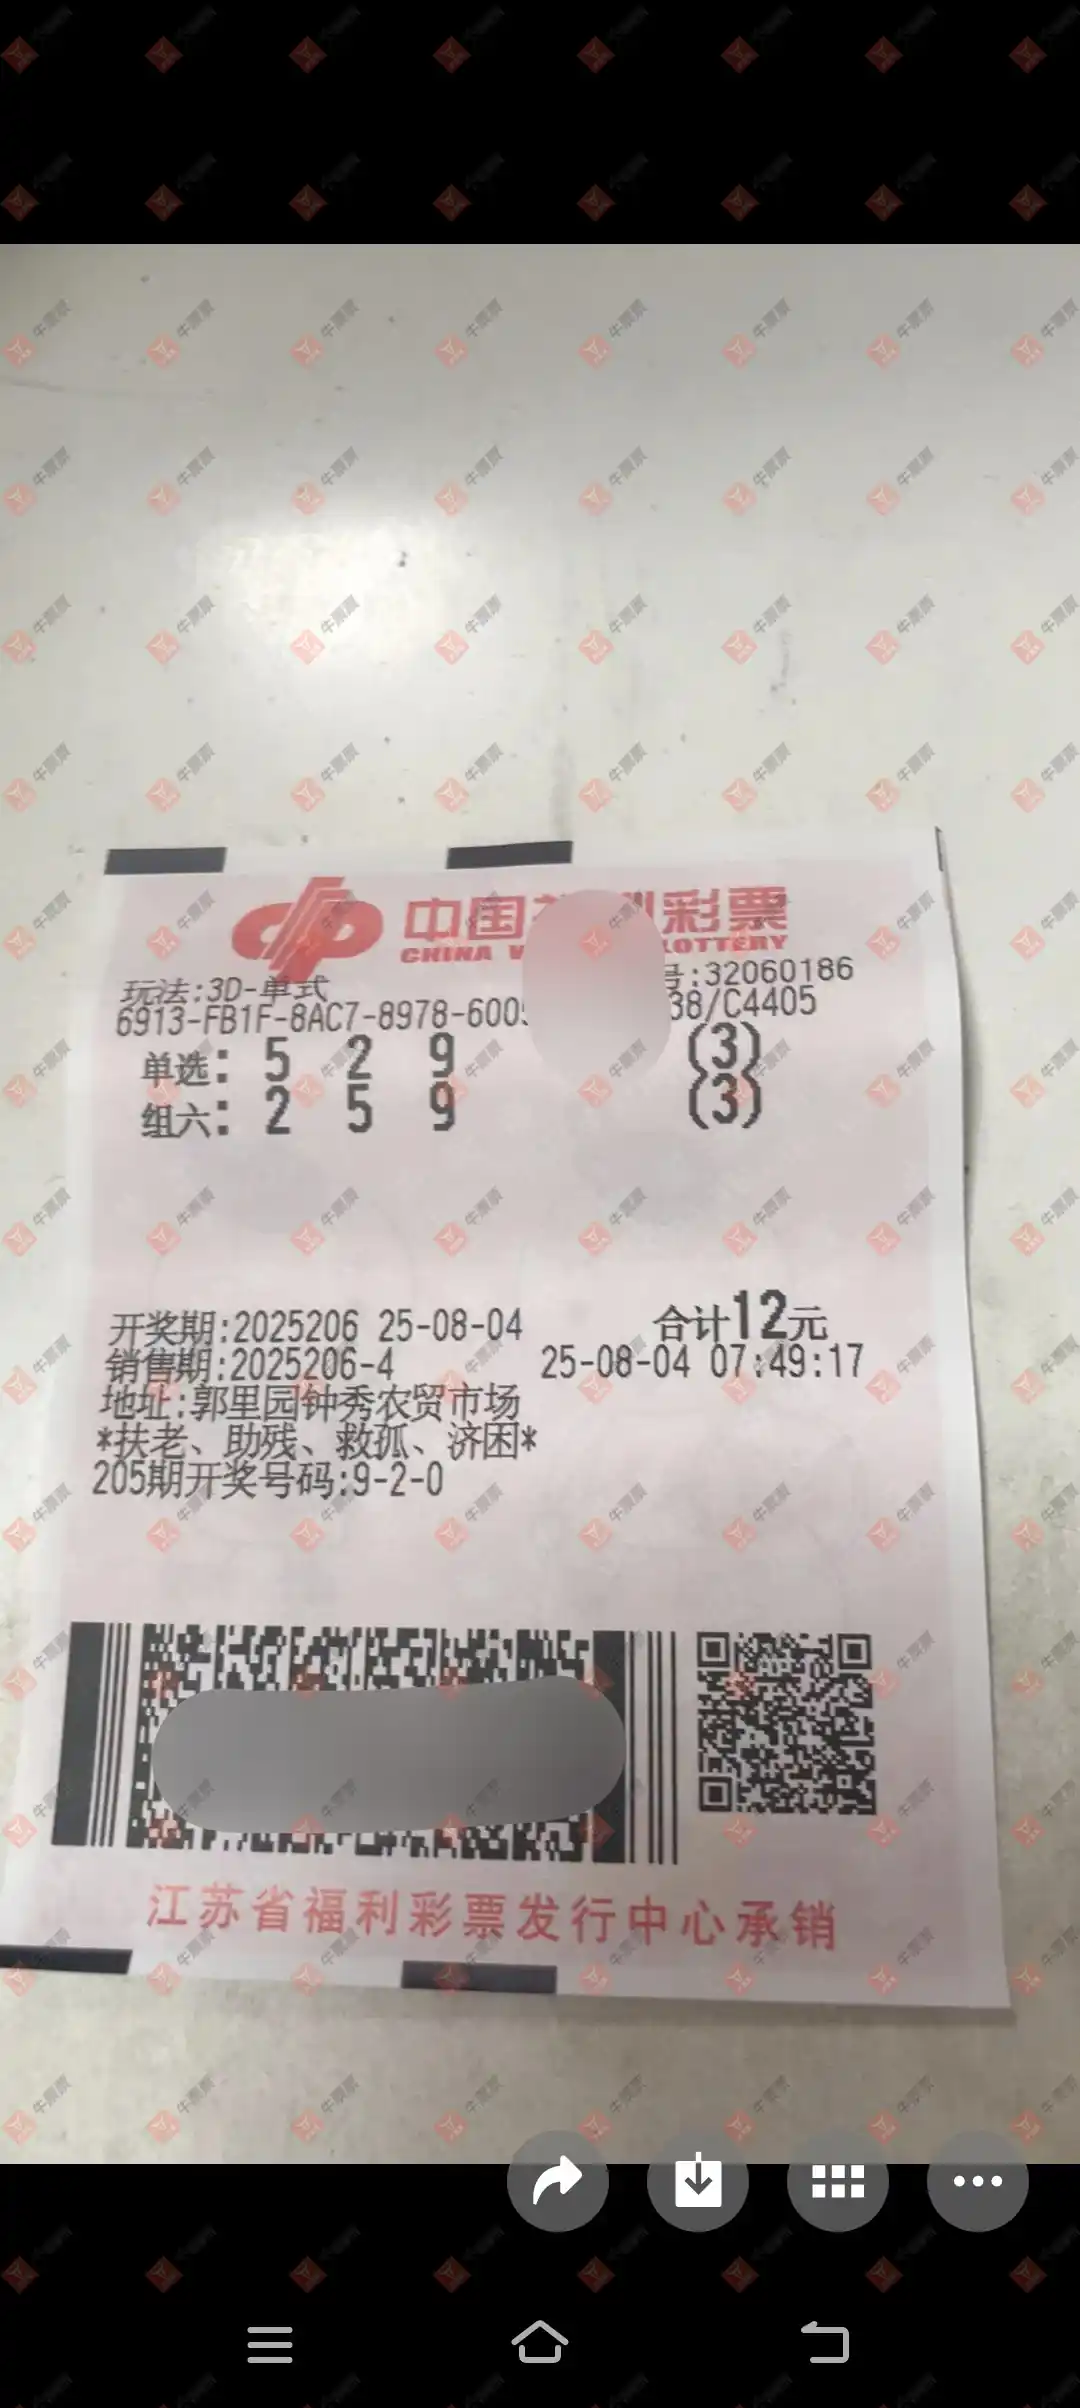 中国 彩票
CHINA LOTTERY
号:32060186
玩法:3D-单式
6913-FB1F-8AC7-8978-600 38/C4405
单选: 5 2 9 (3)
组六: 2 5 9 (3)
开奖期:2025206 25-08-04 合计12元
销售期:2025206-4 25-08-04 07:49:17
地址:郭里园钟秀农贸市场
*扶老、助残、救孤、济困*
205期开奖号码:9-2-0
江苏省福利彩票发行中心承销
牛票票